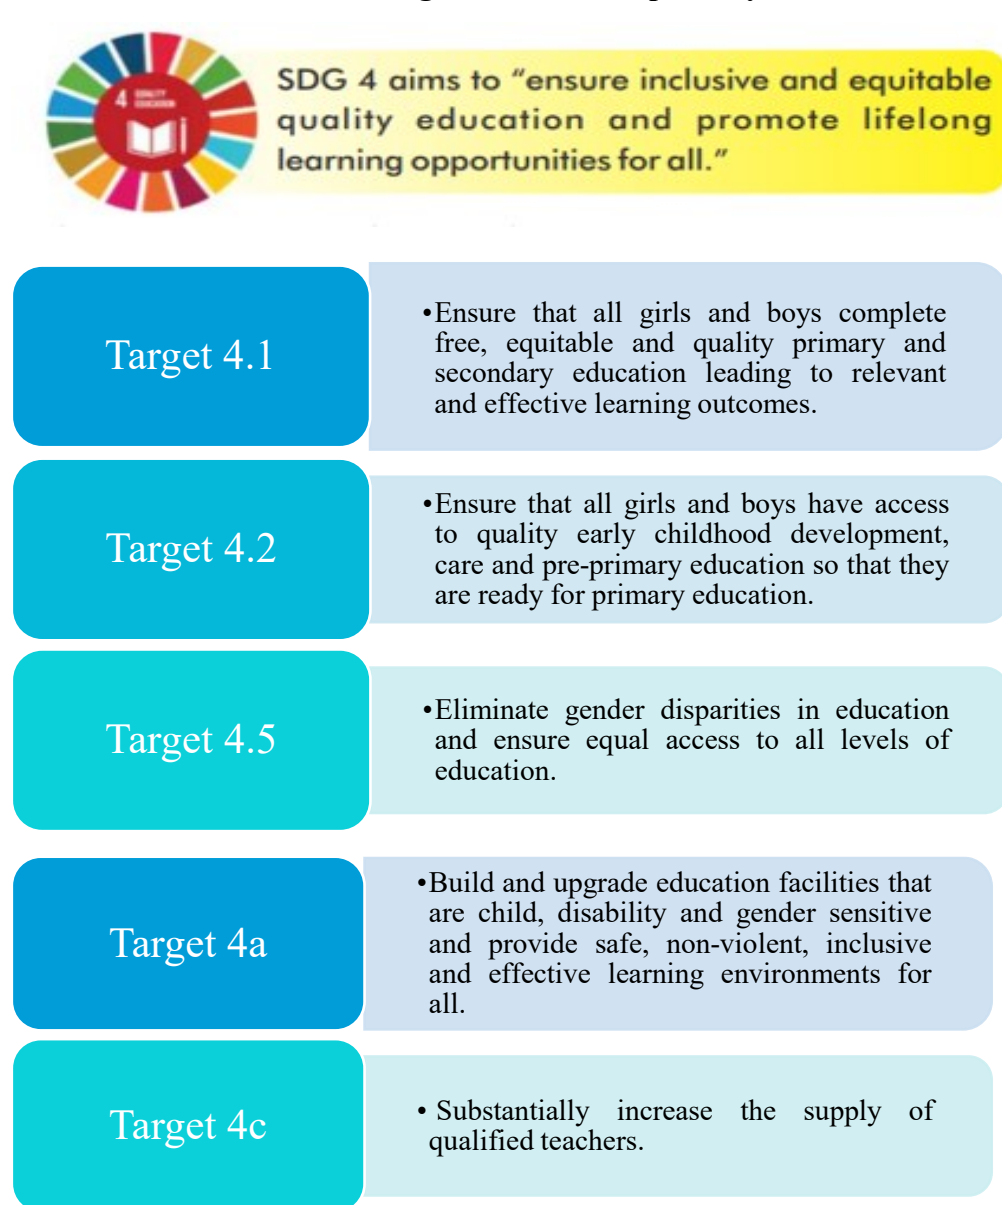 4 QUALITY
EDUCATION
SDG 4 aims to “ensure inclusive and equitable
quality education and promote lifelong
learning opportunities for all.”
Target 4.1
•Ensure that all girls and boys complete
free, equitable and quality primary and
secondary education leading to relevant
and effective learning outcomes.
Target 4.2
•Ensure that all girls and boys have access
to quality early childhood development,
care and pre-primary education so that they
are ready for primary education.
Target 4.5
•Eliminate gender disparities in education
and ensure equal access to all levels of
education.
Target 4a
•Build and upgrade education facilities that
are child, disability and gender sensitive
and provide safe, non-violent, inclusive
and effective learning environments for
all.
Target 4c
• Substantially increase the supply of
qualified teachers.